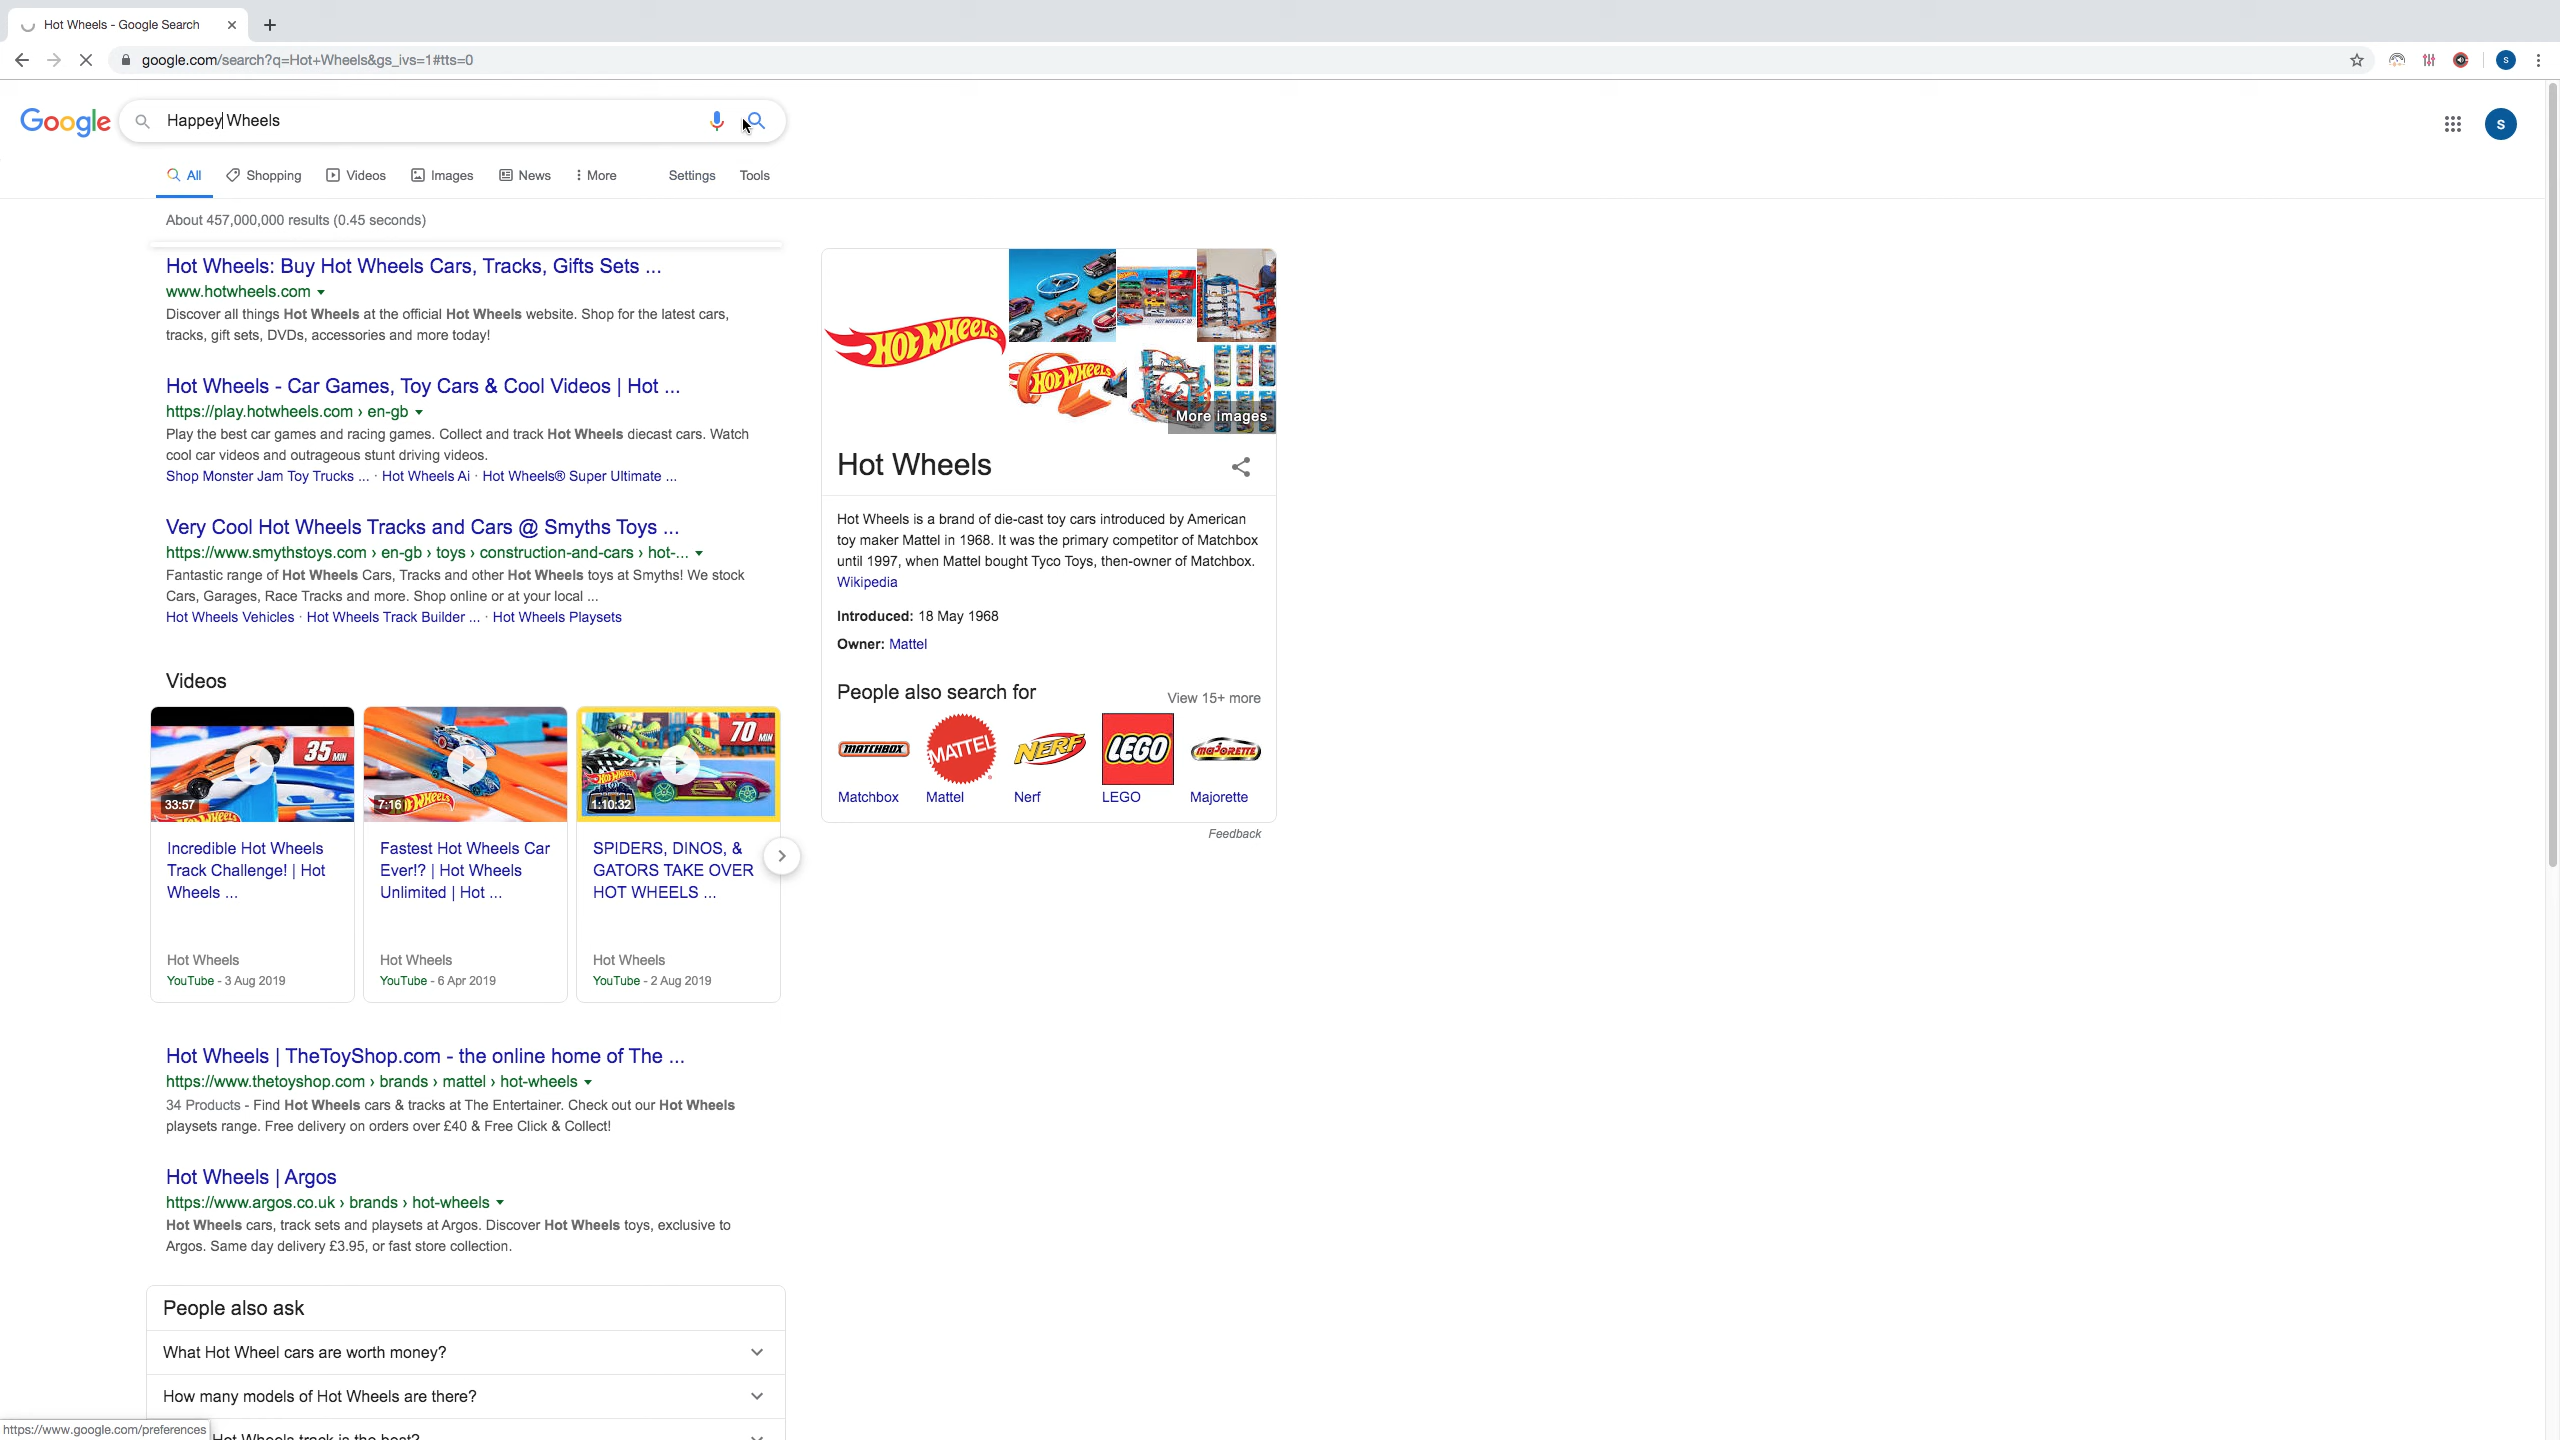 Hot Wheels - Google Search
google.com/search?q=Hot+Wheels&gs_ivs=1#tts=0
S
Google
Happey Wheels
S
All Shopping Videos Images News More Settings Tools
About 457,000,000 results (0.45 seconds)
Hot Wheels: Buy Hot Wheels Cars, Tracks, Gifts Sets ...
www.hotwheels.com
Discover all things Hot Wheels at the official Hot Wheels website. Shop for the latest cars,
tracks, gift sets, DVDs, accessories and more today!
Hot Wheels - Car Games, Toy Cars & Cool Videos | Hot ...
https://play.hotwheels.com › en-gb
Play the best car games and racing games. Collect and track Hot Wheels diecast cars. Watch
cool car videos and outrageous stunt driving videos.
Shop Monster Jam Toy Trucks ... · Hot Wheels Ai · Hot Wheels® Super Ultimate ...
Very Cool Hot Wheels Tracks and Cars @ Smyths Toys ...
https://www.smythstoys.com › en-gb › toys › construction-and-cars › hot-...
Fantastic range of Hot Wheels Cars, Tracks and other Hot Wheels toys at Smyths! We stock
Cars, Garages, Race Tracks and more. Shop online or at your local ...
Hot Wheels Vehicles · Hot Wheels Track Builder ... · Hot Wheels Playsets
Videos
35 MIN
33:57
7:16
70 MIN
1:10:32
Incredible Hot Wheels
Track Challenge! | Hot
Wheels ...
Hot Wheels
YouTube - 3 Aug 2019
Fastest Hot Wheels Car
Ever!? | Hot Wheels
Unlimited | Hot ...
Hot Wheels
YouTube - 6 Apr 2019
SPIDERS, DINOS, &
GATORS TAKE OVER
HOT WHEELS ...
Hot Wheels
YouTube - 2 Aug 2019
Hot Wheels | TheToyShop.com - the online home of The ...
https://www.thetoyshop.com › brands › mattel › hot-wheels
34 Products - Find Hot Wheels cars & tracks at The Entertainer. Check out our Hot Wheels
playsets range. Free delivery on orders over £40 & Free Click & Collect!
Hot Wheels | Argos
https://www.argos.co.uk › brands › hot-wheels
Hot Wheels cars, track sets and playsets at Argos. Discover Hot Wheels toys, exclusive to
Argos. Same day delivery £3.95, or fast store collection.
People also ask
What Hot Wheel cars are worth money?
How many models of Hot Wheels are there?
Hot Wheels track is the best?
https://www.google.com/preferences
HOT WHEELS
HOT WHEELS
More images
Hot Wheels
Hot Wheels is a brand of die-cast toy cars introduced by American
toy maker Mattel in 1968. It was the primary competitor of Matchbox
until 1997, when Mattel bought Tyco Toys, then-owner of Matchbox.
Wikipedia
Introduced: 18 May 1968
Owner: Mattel
People also search for
View 15+ more
MATCHBOX MATTEL NERF LEGO majorette
Matchbox Mattel Nerf LEGO Majorette
Feedback